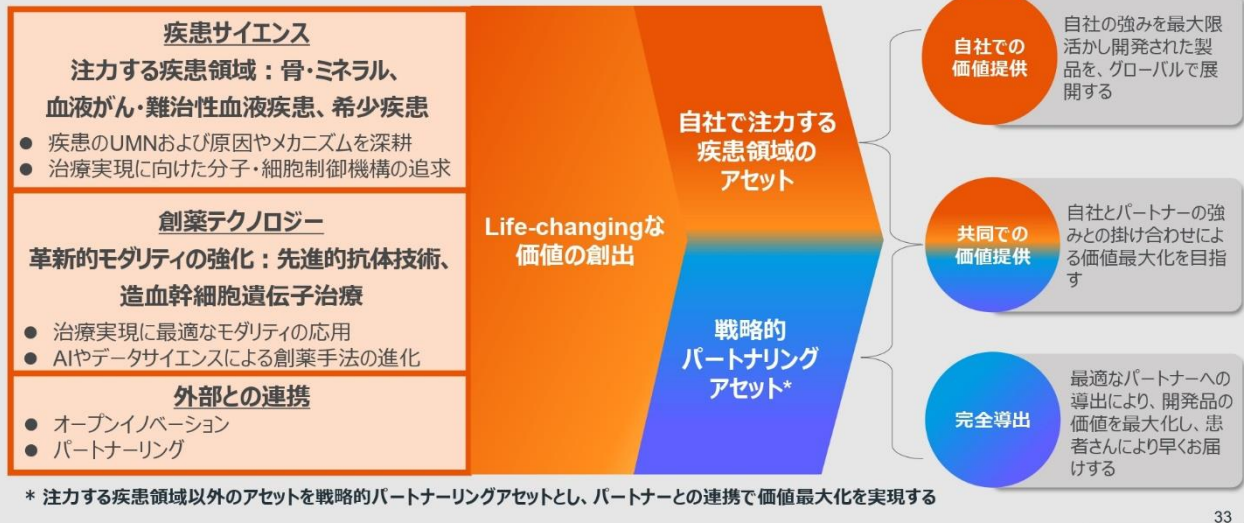 疾患サイエンス
注力する疾患領域：骨・ミネラル、
血液がん・難治性血液疾患、希少疾患
● 疾患のUMNおよび原因やメカニズムを深耕
● 治療実現に向けた分子・細胞制御機構の追求
創薬テクノロジー
革新的モダリティの強化：先進的抗体技術、
造血幹細胞遺伝子治療
● 治療実現に最適なモダリティの応用
● AIやデータサイエンスによる創薬手法の進化
外部との連携
● オープンイノベーション
● パートナーリング
Life-changingな
価値の創出
自社で注力する
疾患領域の
アセット
戦略的
パートナリング
アセット*
自社での
価値提供
自社の強みを最大限
活かし開発された製
品を、グローバルで展
開する
共同での
価値提供
自社とパートナーの強
みとの掛け合わせによ
る価値最大化を目指
す
完全導出
最適なパートナーへの
導出により、開発品の
価値を最大化し、患
者さんにより早くお届
けする
* 注力する疾患領域以外のアセットを戦略的パートナーリングアセットとし、パートナーとの連携で価値最大化を実現する
33